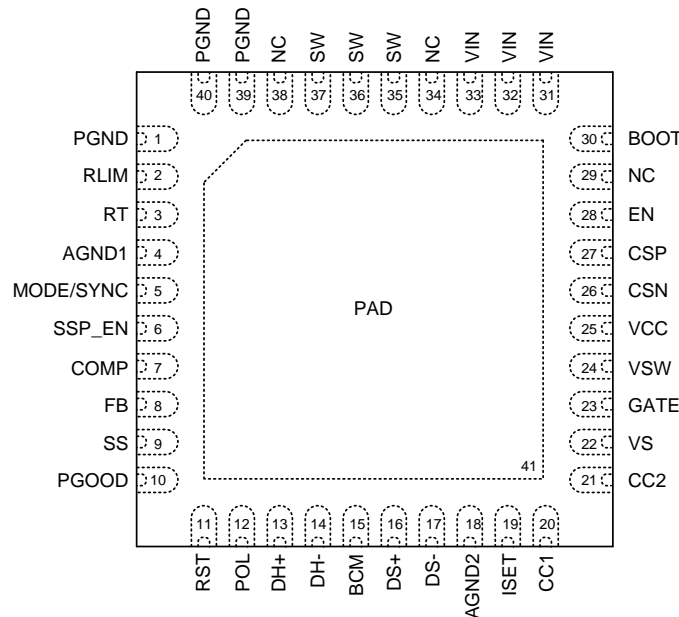 PGND PGND NC SW SW SW NC VIN VIN VIN
40 39 38 37 36 35 34 33 32 31
PGND 1 30 BOOT
RLIM 2 29 NC
RT 3 28 EN
AGND1 4 27 CSP
MODE/SYNC 5 26 CSN
PAD
SSP_EN 6 25 VCC
COMP 7 24 VSW
FB 8 23 GATE
SS 9 22 VS
41
PGOOD 10 21 CC2
11 12 13 14 15 16 17 18 19 20
RST POL DH+ DH- BCM DS+ DS- AGND2 ISET CC1